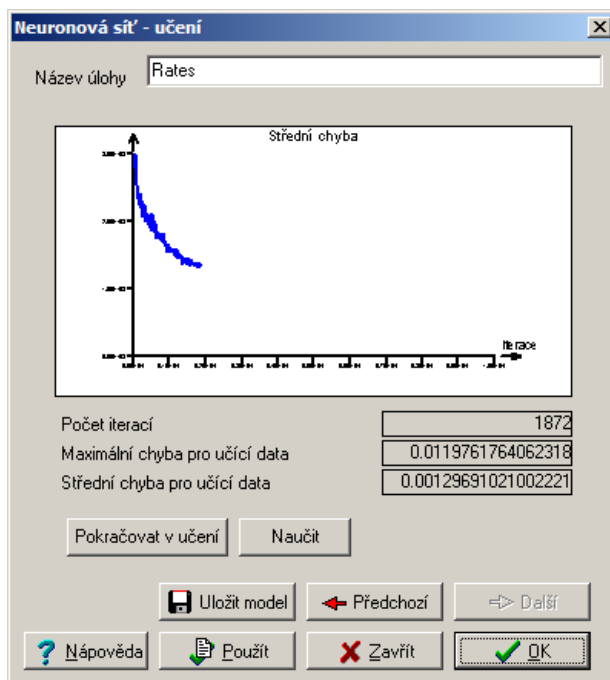 Neuronová síť - učení
Název úlohy
Rates
Střední chyba
Iterace
Počet iterací
1872
Maximální chyba pro učící data
0.0119761764062318
Střední chyba pro učící data
0.00129691021002221
Pokračovat v učení
Naučit
Uložit model
Předchozí
Další
Nápověda
Použít
Zavřít
OK